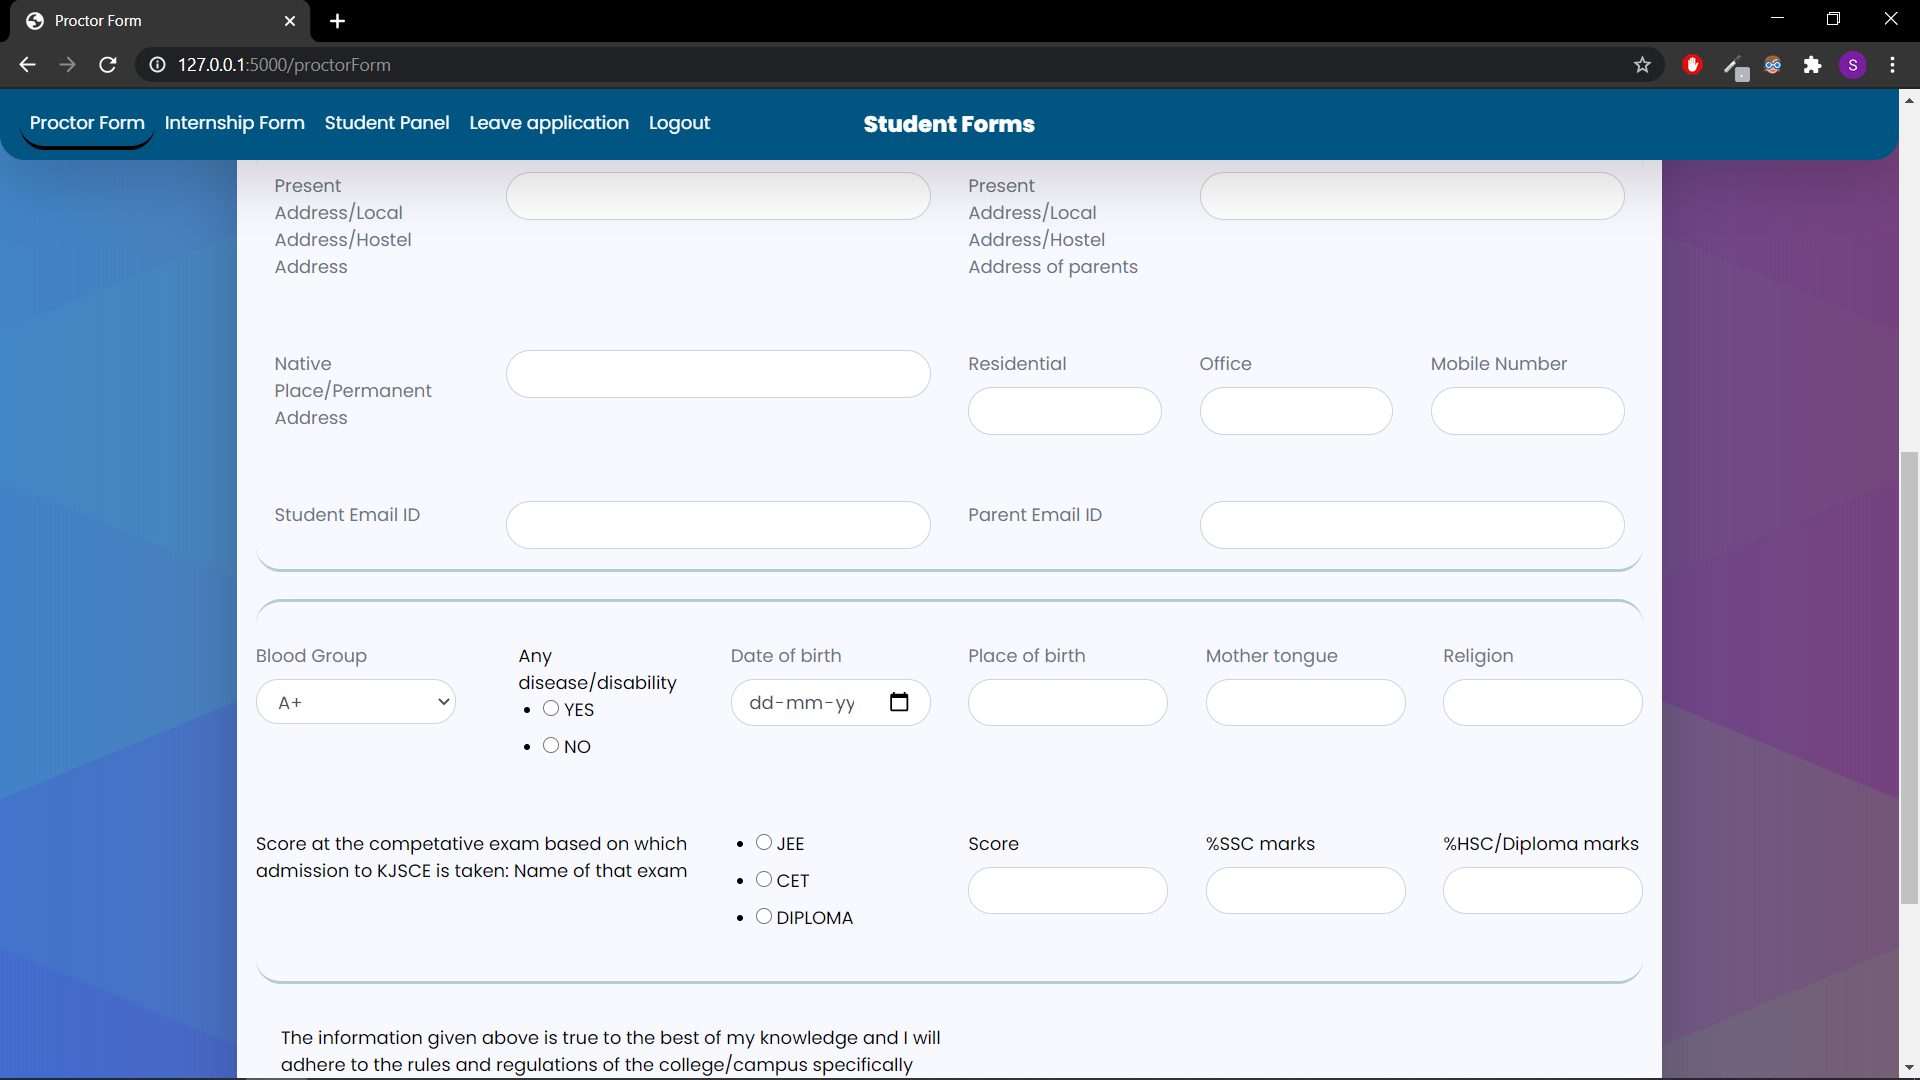 Proctor Form
127.0.0.1:5000/proctorForm
S
Proctor Form Internship Form Student Panel Leave application Logout Student Forms
Present
Address/Local
Address/Hostel
Address
Present
Address/Local
Address/Hostel
Address of parents
Native
Place/Permanent
Address
Residential Office Mobile Number
Student Email ID Parent Email ID
Blood Group
A+
Any
disease/disability
YES
NO
Date of birth
dd-mm-yy
Place of birth
Mother tongue
Religion
Score at the competative exam based on which
admission to KJSCE is taken: Name of that exam
JEE
CET
DIPLOMA
Score
%SSC marks
%HSC/Diploma marks
The information given above is true to the best of my knowledge and I will
adhere to the rules and regulations of the college/campus specifically